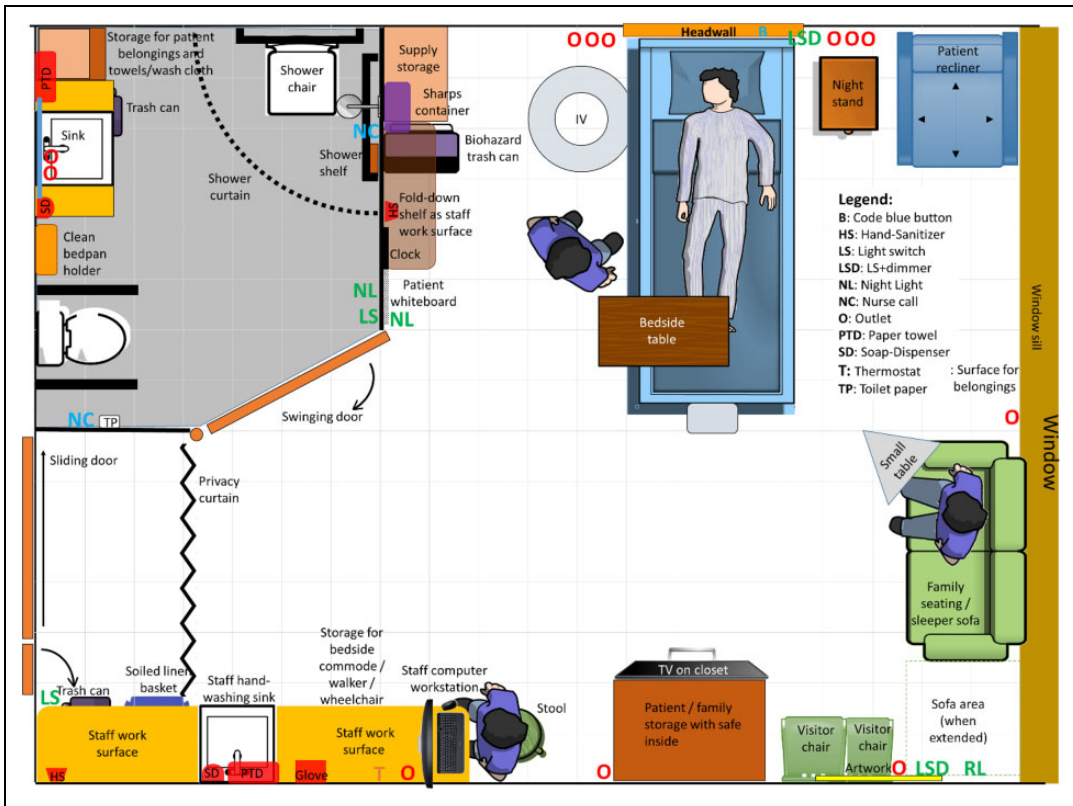 Storage for patient
belongings and
towels/wash cloth
PTD
Trash can
Sink
O
O
SD
Clean
bedpan
holder
Shower
chair
Shower
curtain
NC
Shower
shelf
Supply
storage
Sharps
container
Biohazard
trash can
HS
Fold-down
shelf as staff
work surface
Clock
Patient
whiteboard
NL
LS
NL
NC
TP
Swinging door
OOO
Headwall
B
LSD
OOO
IV
Night
stand
Patient
recliner
Bedside
table
Legend:
B: Code blue button
HS: Hand-Sanitizer
LS: Light switch
LSD: LS+dimmer
NL: Night Light
NC: Nurse call
O: Outlet
PTD: Paper towel
SD: Soap-Dispenser
T: Thermostat
TP: Toilet paper
: Surface for
belongings
Window sill
Window
O
Small
table
Family
seating /
sleeper sofa
Sliding door
Privacy
curtain
LS
Trash can
Soiled linen
basket
Staff hand-
washing sink
Storage for
bedside
commode /
walker /
wheelchair
Staff computer
workstation
Stool
Staff work
surface
HS
SD
PTD
Glove
Staff work
surface
T
O
O
TV on closet
Patient / family
storage with safe
inside
Visitor
chair
Visitor
chair
Artwork
O
LSD
RL
Sofa area
(when
extended)